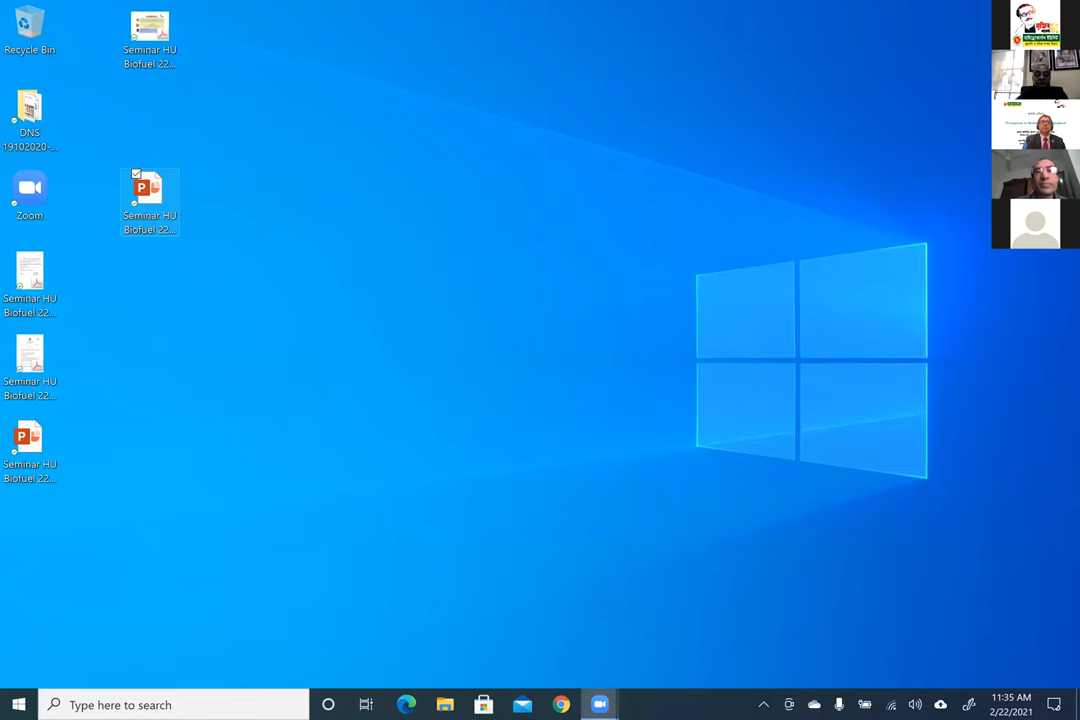 Recycle Bin
Seminar HU
Biofuel 22...
DNS
19102020-...
Zoom
Seminar HU
Biofuel 22...
Seminar HU
Biofuel 22...
Seminar HU
Biofuel 22...
Seminar HU
Biofuel 22...
Type here to search
11:35 AM
2/22/2021